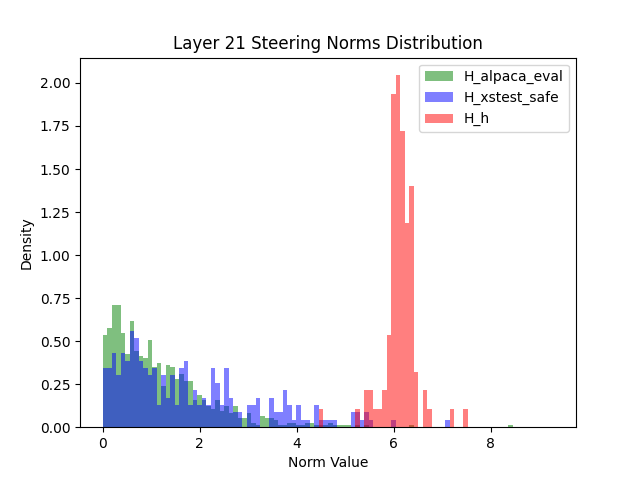 Layer 21 Steering Norms Distribution
H_alpaca_eval
H_xstest_safe
H_h
2.00
1.75
1.50
1.25
1.00
0.75
0.50
0.25
0.00
Density
0 2 4 6 8
Norm Value